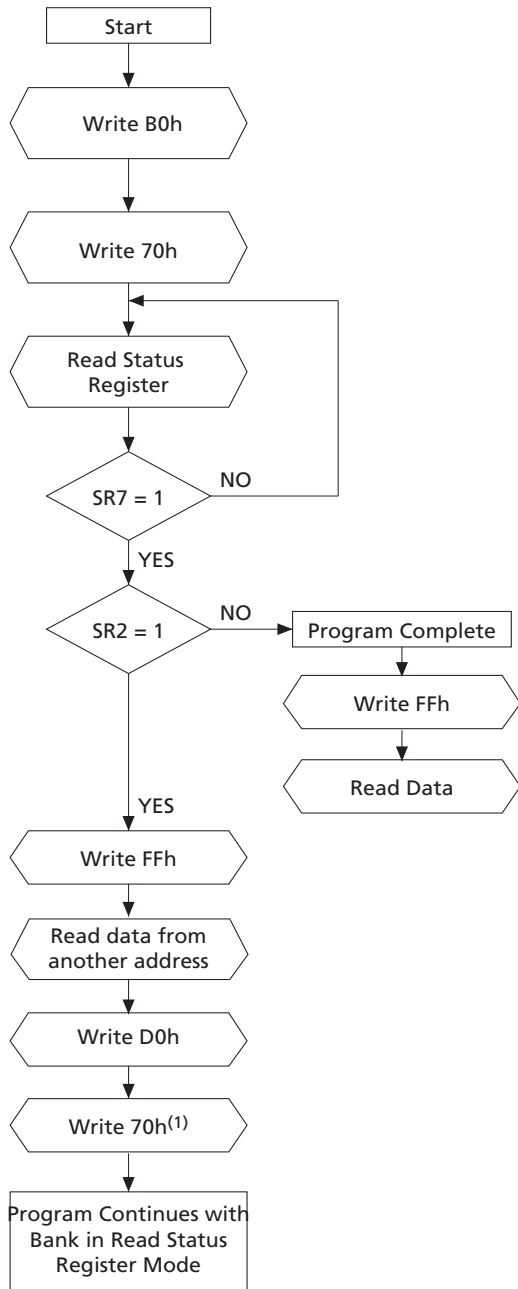 Start
Write B0h
Write 70h
Read Status
Register
SR7 = 1
NO
YES
SR2 = 1
NO
Program Complete
Write FFh
Read Data
YES
Write FFh
Read data from
another address
Write D0h
Write 70h(1)
Program Continues with
Bank in Read Status
Register Mode